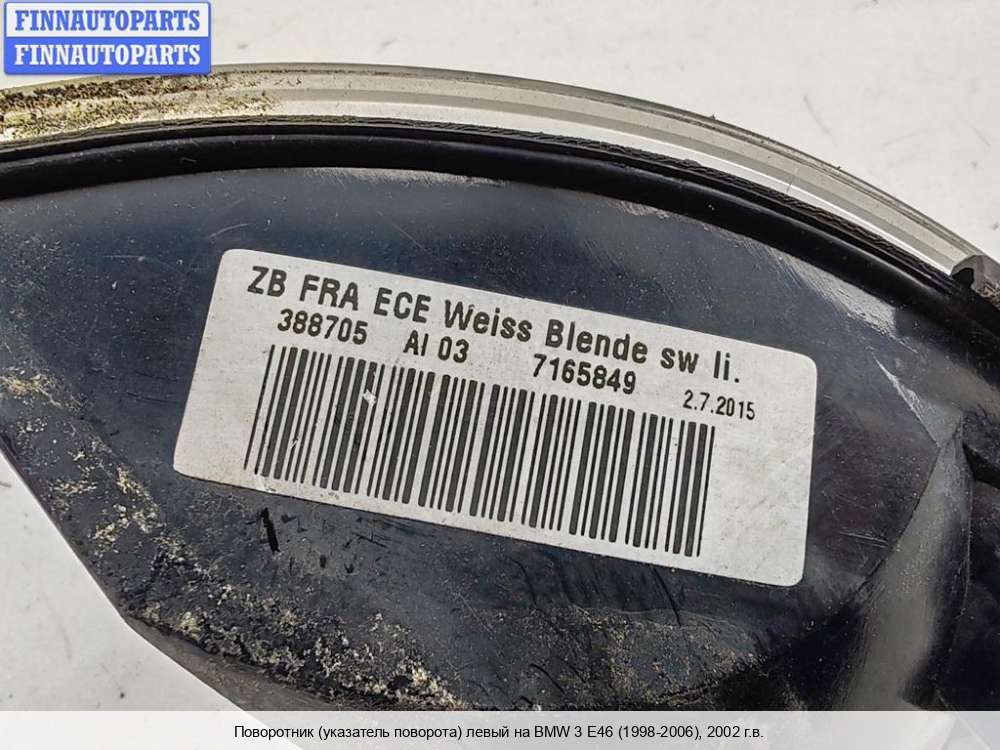 FINNAUTOPARTS
FINNAUTOPARTS
ZB FRA ECE Weiss Blende sw li.
388705 AI 03 7165849 2.7.2015
Поворотник (указатель поворота) левый на BMW 3 E46 (1998-2006), 2002 г.в.